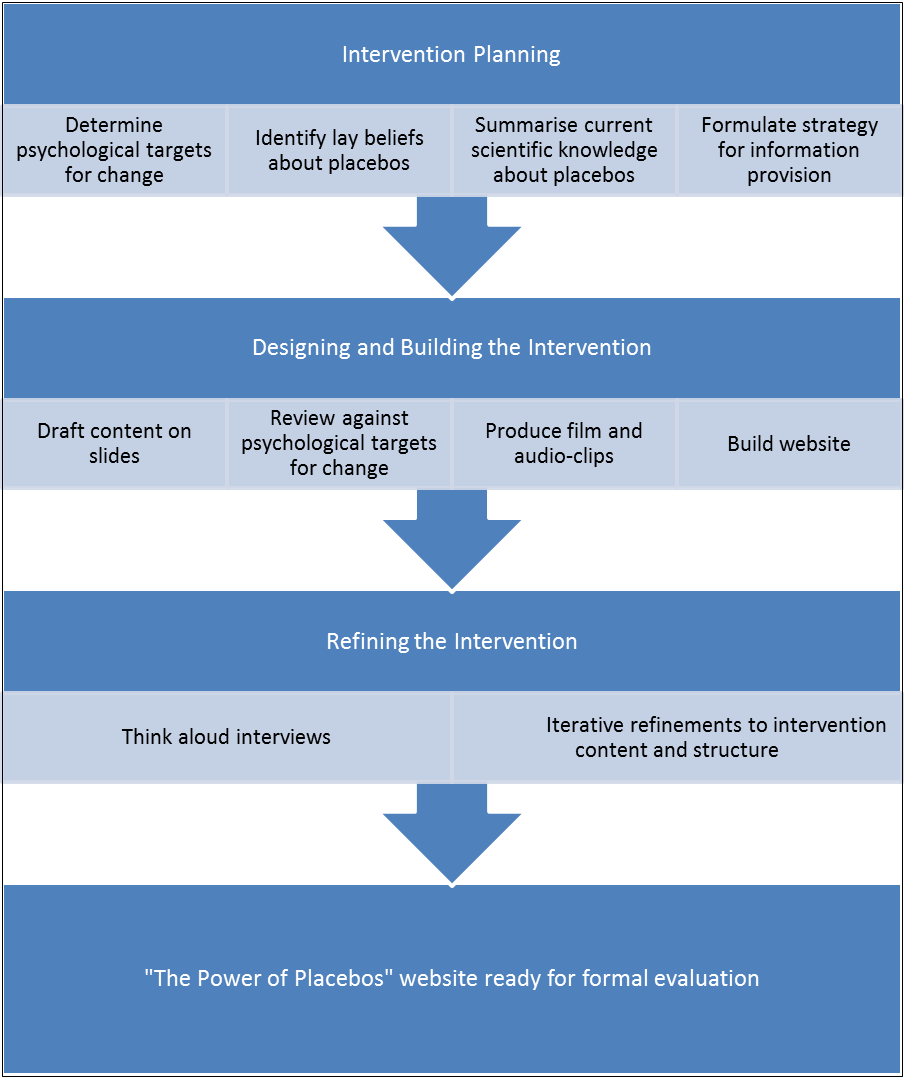 Intervention Planning
Determine
psychological targets
for change
Identify lay beliefs
about placebos
Summarise current
scientific knowledge
about placebos
Formulate strategy
for information
provision
Designing and Building the Intervention
Draft content on
slides
Review against
psychological targets
for change
Produce film and
audio-clips
Build website
Refining the Intervention
Think aloud interviews
Iterative refinements to intervention
content and structure
"The Power of Placebos" website ready for formal evaluation